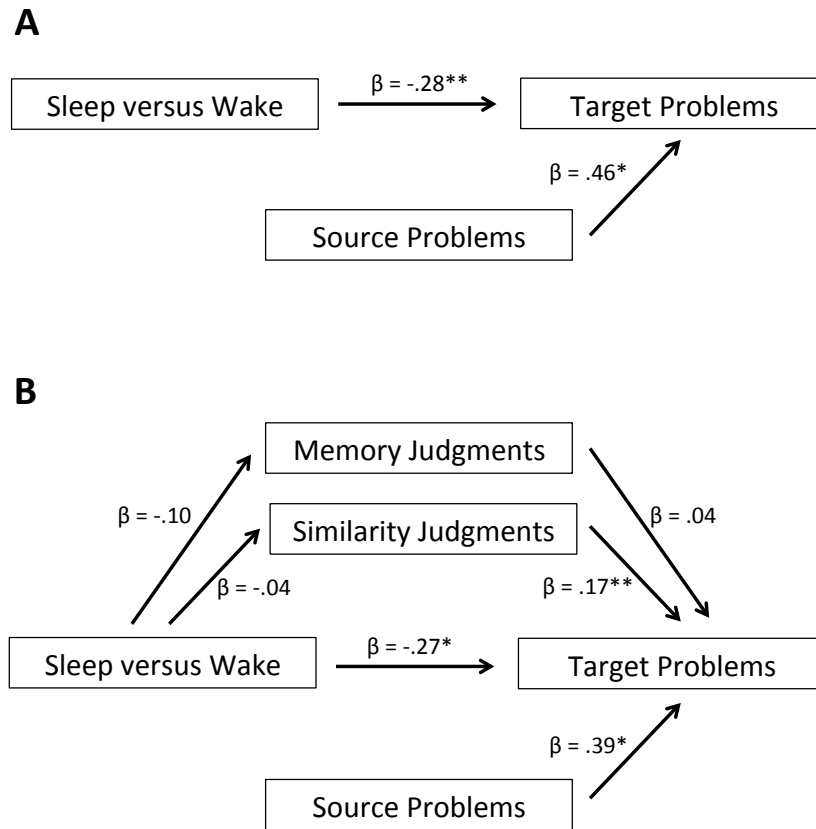 A
β = -.28**
Sleep versus Wake
Target Problems
β = .46*
Source Problems
B
Memory Judgments
β = -.10
β = .04
Similarity Judgments
β = -.04
β = .17**
β = -.27*
Sleep versus Wake
Target Problems
β = .39*
Source Problems